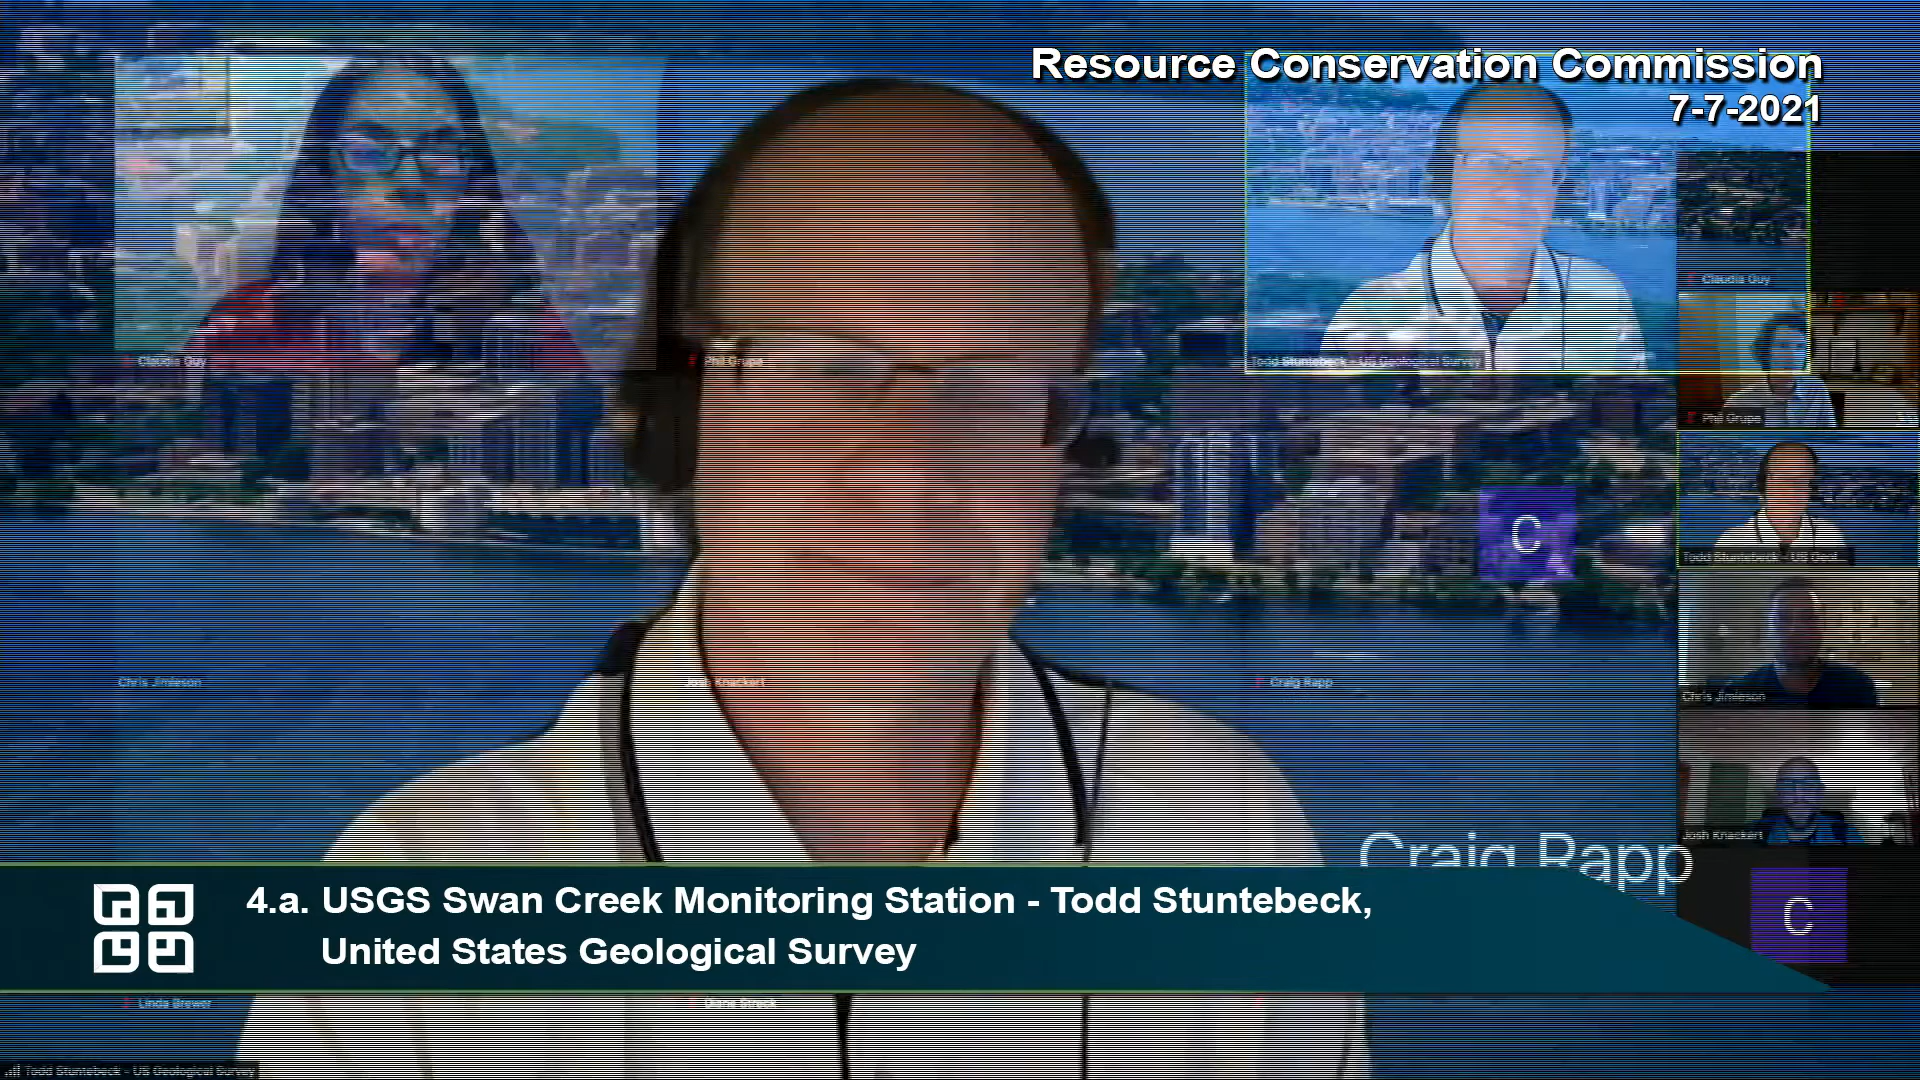 Resource Conservation Commission
7-7-2021
Claudia Guy
Phil Grupe
Todd Stuntebeck - US Geological Survey
Claudia Guy
Phil Grupe
C
Todd Stuntebeck - US Geol...
Chris Jimieson
Josh Knackert
Craig Rapp
Chris Jimieson
Josh Knackert
Craig Rapp
C
4.a. USGS Swan Creek Monitoring Station - Todd Stuntebeck,
United States Geological Survey
Linda Brewer
Diane Streck
Todd Stuntebeck - US Geological Survey